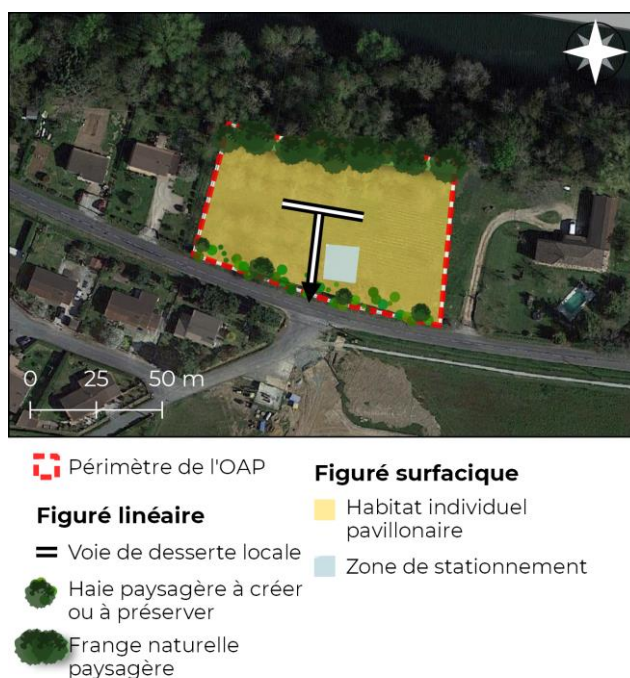 0 25 50 m
Périmètre de l'OAP
Figuré linéaire
Voie de desserte locale
Haie paysagère à créer
ou à préserver
Frange naturelle
paysagère
Figuré surfacique
Habitat individuel
pavillonaire
Zone de stationnement